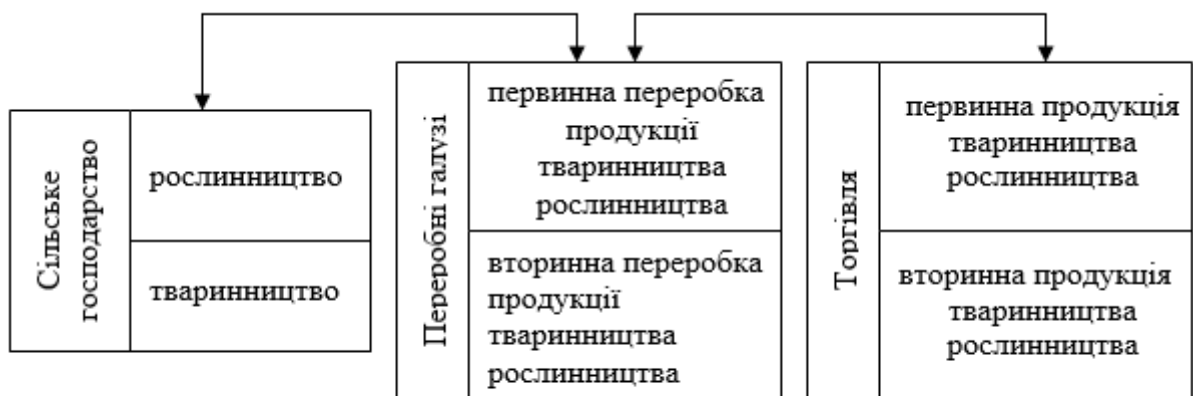 Сільське
господарство
рослинництво
тваринництво
Переробні галузі
первинна переробка
продукції
тваринництва
рослинництва
вторинна переробка
продукції
тваринництва
рослинництва
Торгівля
первинна продукція
тваринництва
рослинництва
вторинна продукція
тваринництва
рослинництва